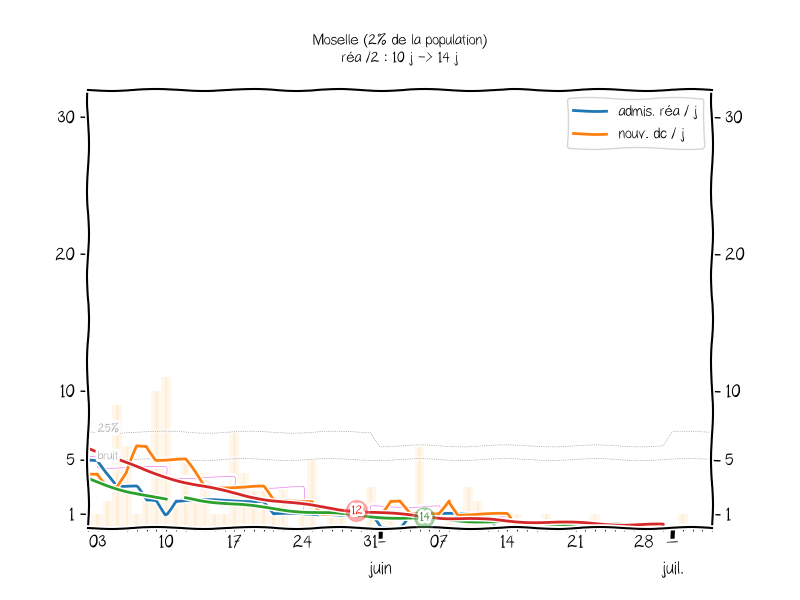 Moselle (2% de la population)
réa /2 : 10 j -> 14 j
admis. réa / j
nouv. dc / j
30 30
20 20
10 10
25%
bruit
5 5
12
14
1 1
03 10 17 24 31 07 14 21 28
juin juil.